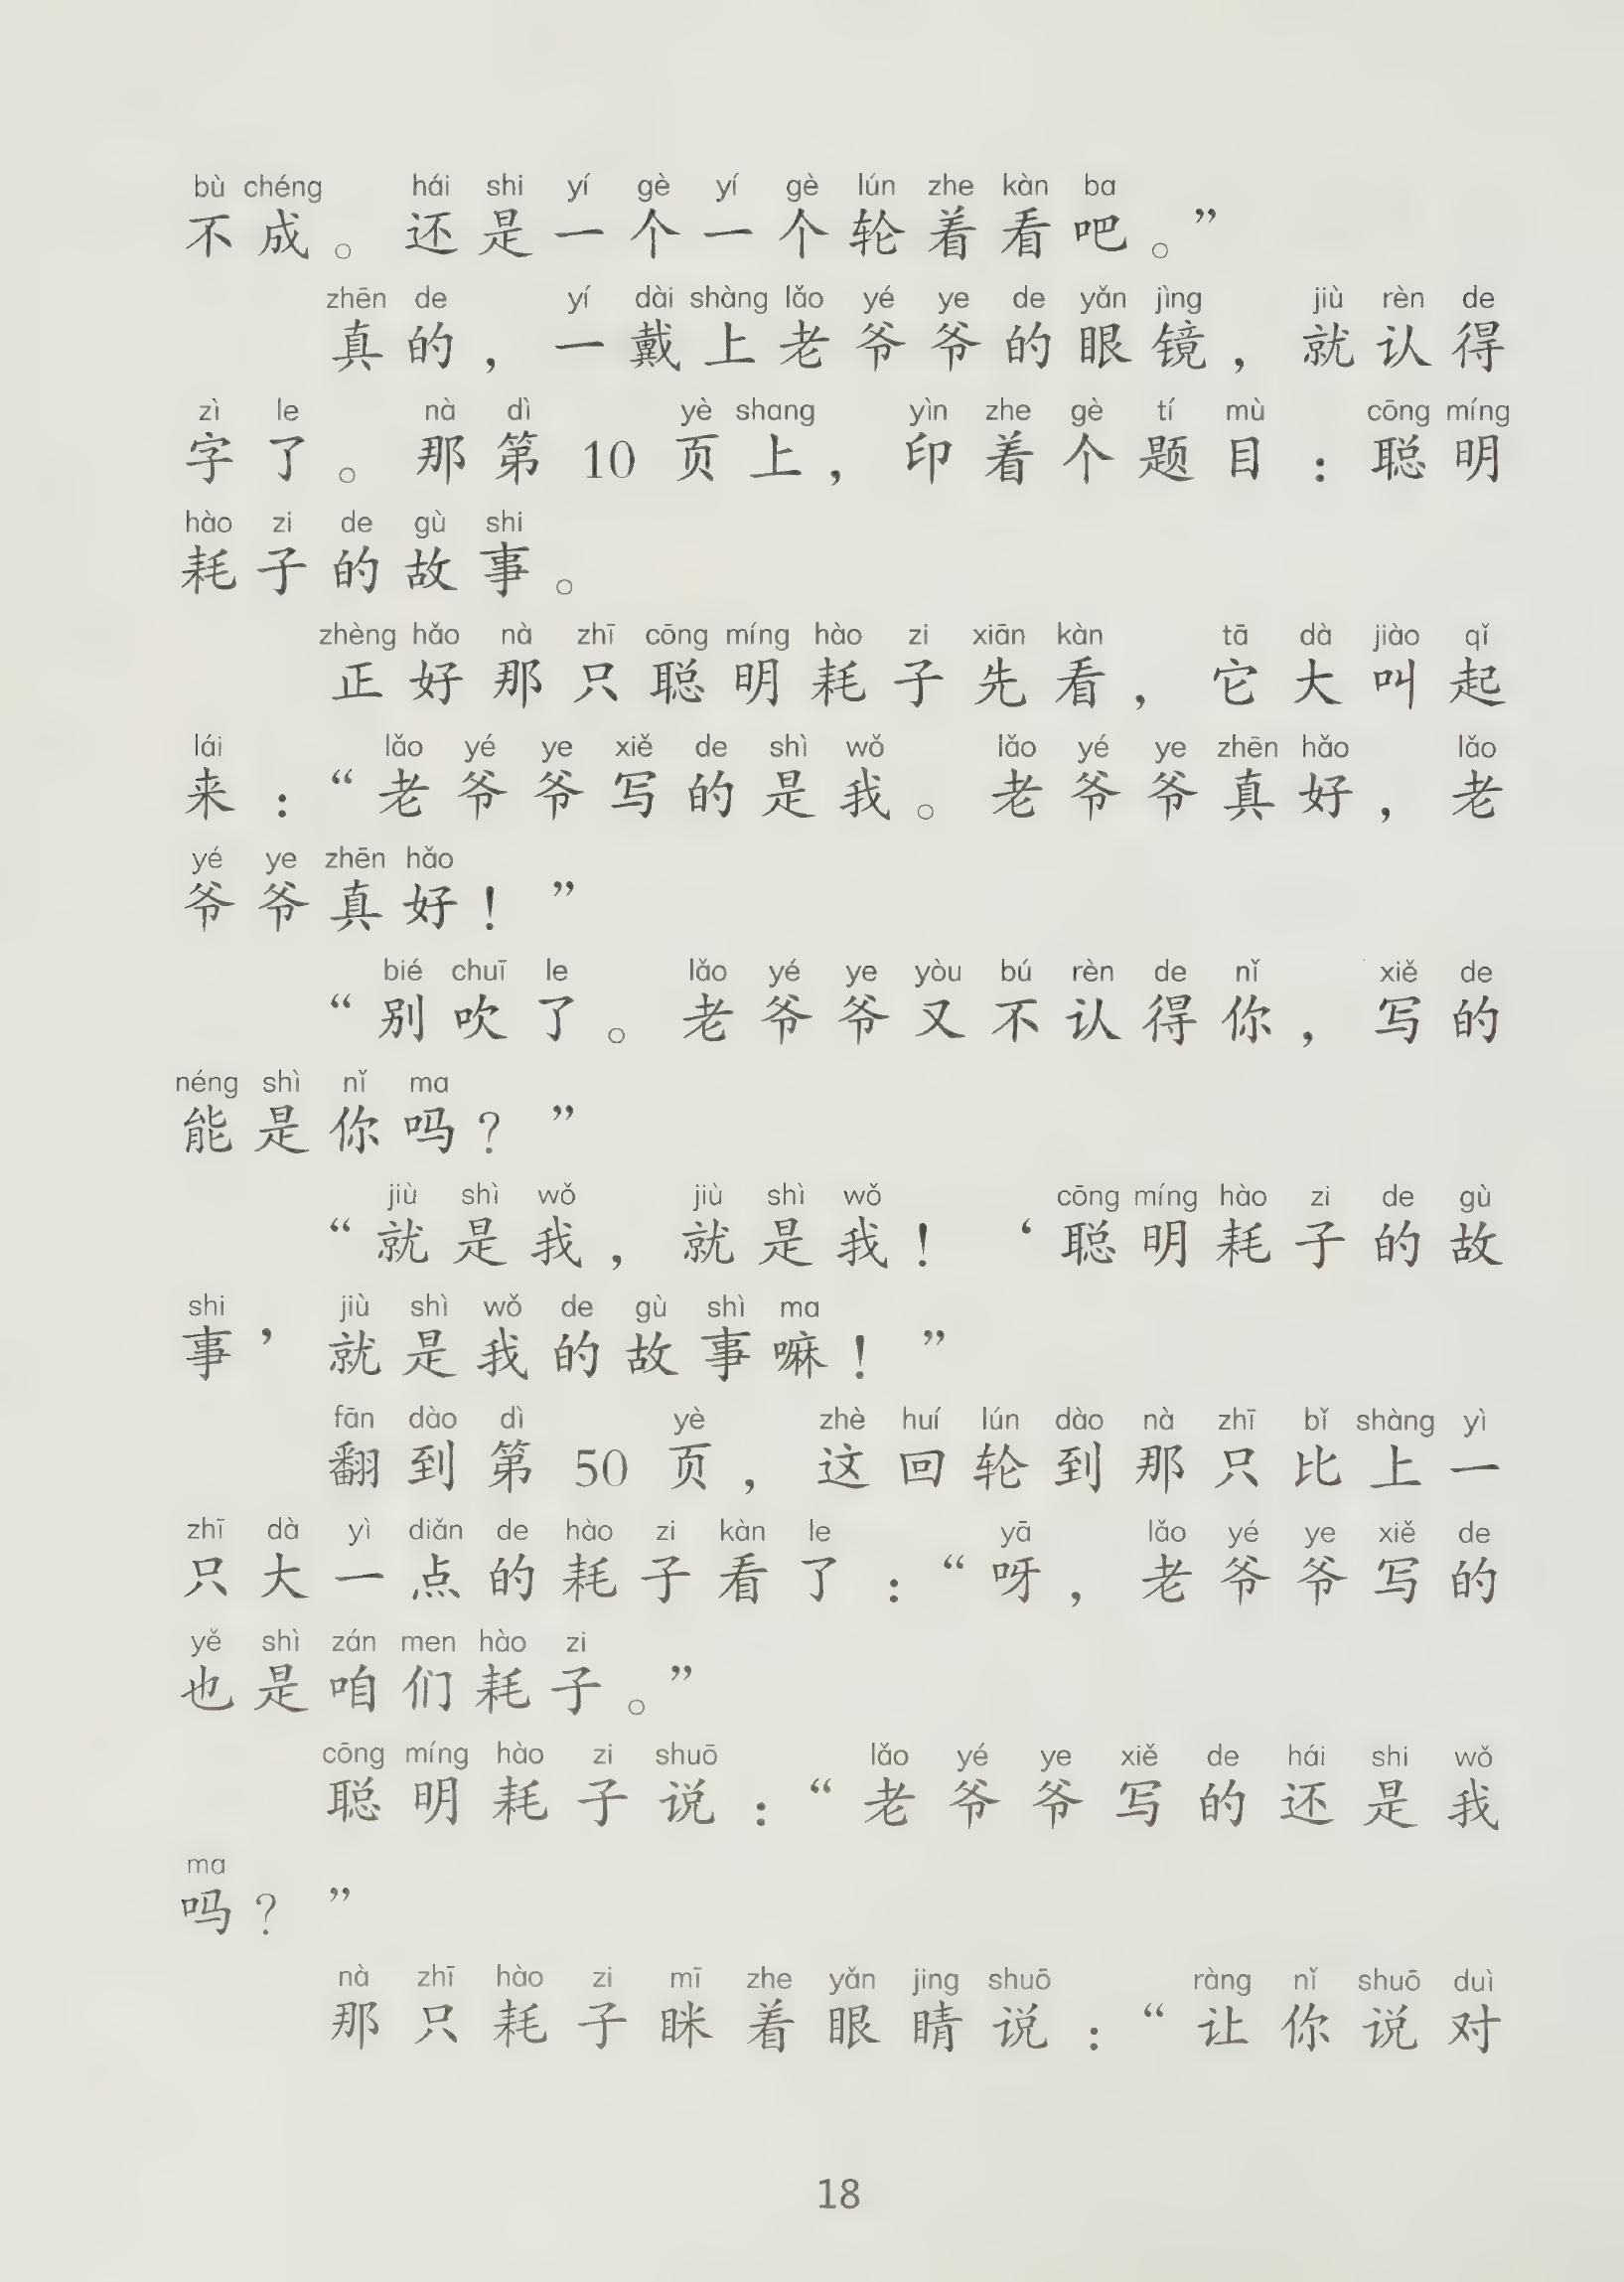 bù chéng hái shi yí gè yí gè lún zhe kàn ba
不成。还是一个一个轮着看吧。”
zhēn de yí dài shàng lǎo yé ye de yǎn jìng jiù rèn de
真的，一戴上老爷爷的眼镜，就认得
zì le nà dì yè shang yìn zhe gè tí mù cōng míng
字了。那第10页上，印着个题目：聪明
hào zi de gù shi
耗子的故事。
zhèng hǎo nà zhī cōng míng hào zi xiān kàn tā dà jiào qǐ
正好那只聪明耗子先看，它大叫起
lái lǎo yé ye xiě de shì wǒ lǎo yé ye zhēn hǎo lǎo
来：“老爷爷写的是我。老爷爷真好，老
yé ye zhēn hǎo
爷爷真好！”
bié chuī le lǎo yé ye yòu bú rèn de nǐ xiě de
“别吹了。老爷爷又不认得你，写的
néng shì nǐ ma
能是你吗？”
jiù shì wǒ jiù shì wǒ cōng míng hào zi de gù
“就是我，就是我！‘聪明耗子的故
shi jiù shì wǒ de gù shì ma
事’就是我的故事嘛！”
fān dào dì yè zhè huí lún dào nà zhī bǐ shàng yì
翻到第50页，这回轮到那只比上一
zhī dà yì diǎn de hào zi kàn le yā lǎo yé ye xiě de
只大一点的耗子看了：“呀，老爷爷写的
yě shì zán men hào zi
也是咱们耗子。”
cōng míng hào zi shuō lǎo yé ye xiě de hái shi wǒ
聪明耗子说：“老爷爷写的还是我
ma
吗？”
nà zhī hào zi mī zhe yǎn jing shuō ràng nǐ shuō duì
那只耗子眯着眼睛说：“让你说对
18